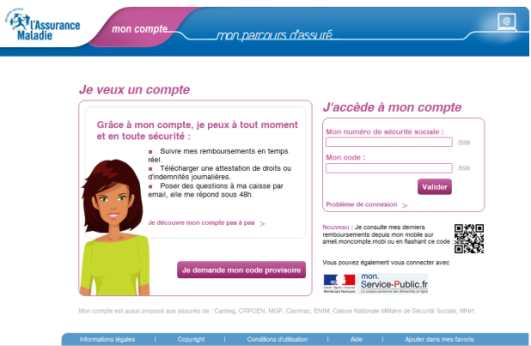 l'Assurance
Maladie
mon compte
mon parcours d'assuré
@
Je veux un compte
Grâce à mon compte, je peux à tout moment
et en toute sécurité :
Suivre mes remboursements en temps
réel.
Télécharger une attestation de droits ou
d'indemnités journalières.
Poser des questions à ma caisse par
email, elle me répond sous 48h.
Je découvre mon compte pas à pas >
Je demande mon code provisoire
J'accède à mon compte
Mon numéro de sécurité sociale :
Aide
Mon code :
Aide
Valider
Problème de connexion >
Nouveau : Je consulte mes derniers
remboursements depuis mon mobile sur
ameli.moncompte.mobi ou en flashant ce code
Vous pouvez également vous connecter avec
mon.
Service-Public.fr
Mon compte est aussi proposé aux assurés de : Camieg, CRPCEN, MGP, Cavimac, ENIM, Caisse Nationale Militaire de Sécurité Sociale, MNH
Informations légales | Copyright | Conditions d'utilisation | Aide | Ajouter dans mes favoris